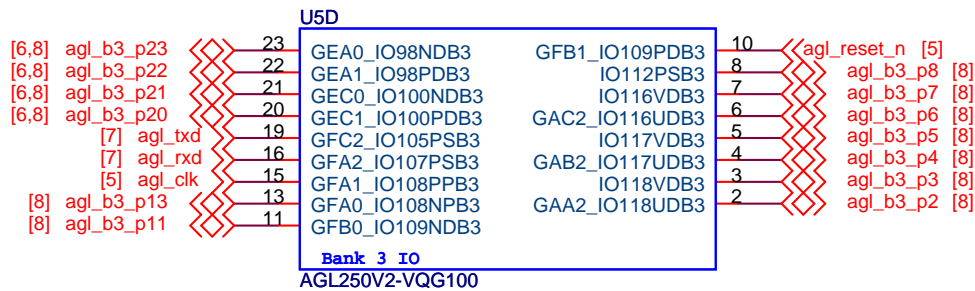 U5D
[6,8] agl_b3_p23 23 GEA0_IO98NDB3 GFB1_IO109PDB3 10 agl_reset_n [5]
[6,8] agl_b3_p22 22 GEA1_IO98PDB3 IO112PSB3 8 agl_b3_p8 [8]
[6,8] agl_b3_p21 21 GEC0_IO100NDB3 IO116VDB3 7 agl_b3_p7 [8]
[6,8] agl_b3_p20 20 GEC1_IO100PDB3 GAC2_IO116UDB3 6 agl_b3_p6 [8]
[7] agl_txd 19 GFC2_IO105PSB3 IO117VDB3 5 agl_b3_p5 [8]
[7] agl_rxd 16 GFA2_IO107PSB3 GAB2_IO117UDB3 4 agl_b3_p4 [8]
[5] agl_clk 15 GFA1_IO108PPB3 IO118VDB3 3 agl_b3_p3 [8]
[8] agl_b3_p13 13 GFA0_IO108NPB3 GAA2_IO118UDB3 2 agl_b3_p2 [8]
[8] agl_b3_p11 11 GFB0_IO109NDB3
Bank 3 IO
AGL250V2-VQG100